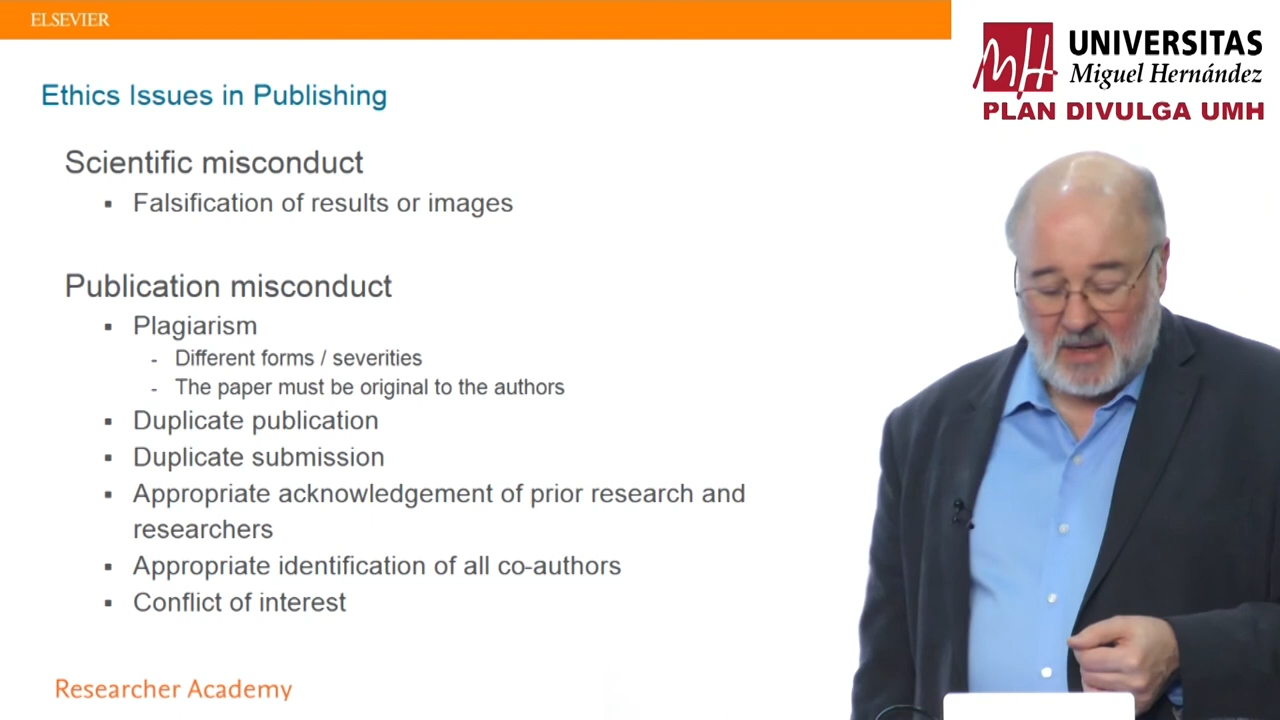 ELSEVIER
UNIVERSITAS
Miguel Hernández
PLAN DIVULGA UMH
Ethics Issues in Publishing
Scientific misconduct
▪ Falsification of results or images
Publication misconduct
▪ Plagiarism
- Different forms / severities
- The paper must be original to the authors
▪ Duplicate publication
▪ Duplicate submission
▪ Appropriate acknowledgement of prior research and
researchers
▪ Appropriate identification of all co-authors
▪ Conflict of interest
Researcher Academy